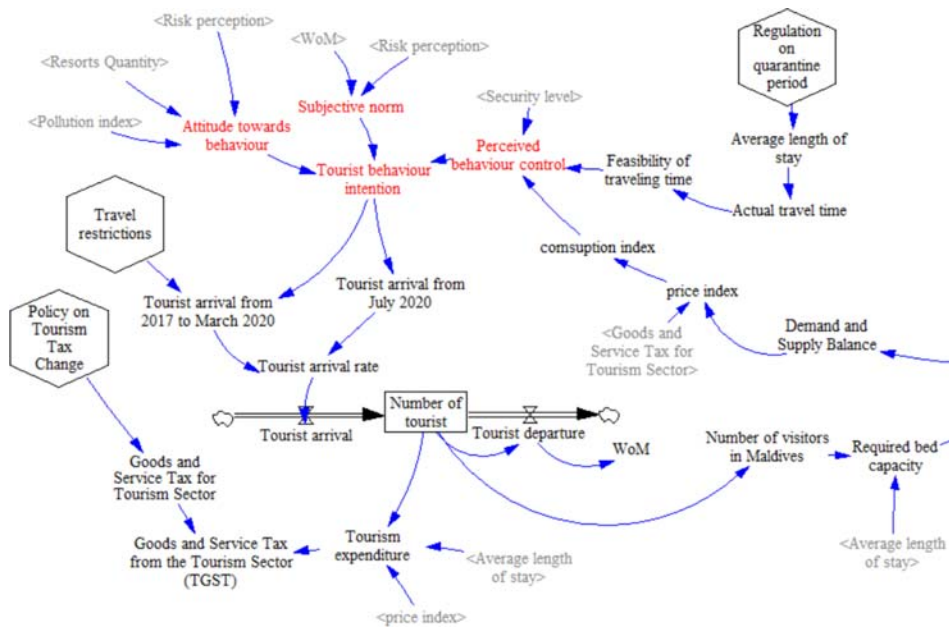 <Risk perception>
<WoM>
<Risk perception>
Regulation
on
quarantine
period
<Resorts Quantity>
<Security level>
<Pollution index>
Attitude towards
behaviour
Subjective norm
Tourist behaviour
intention
Perceived
behaviour control
Feasibility of
traveling time
Average length of
stay
Actual travel time
Travel
restrictions
comsuption index
Tourist arrival from
2017 to March 2020
Tourist arrival from
July 2020
price index
Policy on
Tourism
Tax
Change
<Goods and
Service Tax for
Tourism Sector>
Demand and
Supply Balance
Tourist arrival rate
Number of
tourist
Tourist arrival
Tourist departure
WoM
Number of visitors
in Maldives
Required bed
capacity
Goods and
Service Tax for
Tourism Sector
Goods and Service Tax
from the Tourism Sector
(TGST)
Tourism
expenditure
<Average length
of stay>
<Average length of
stay>
<price index>